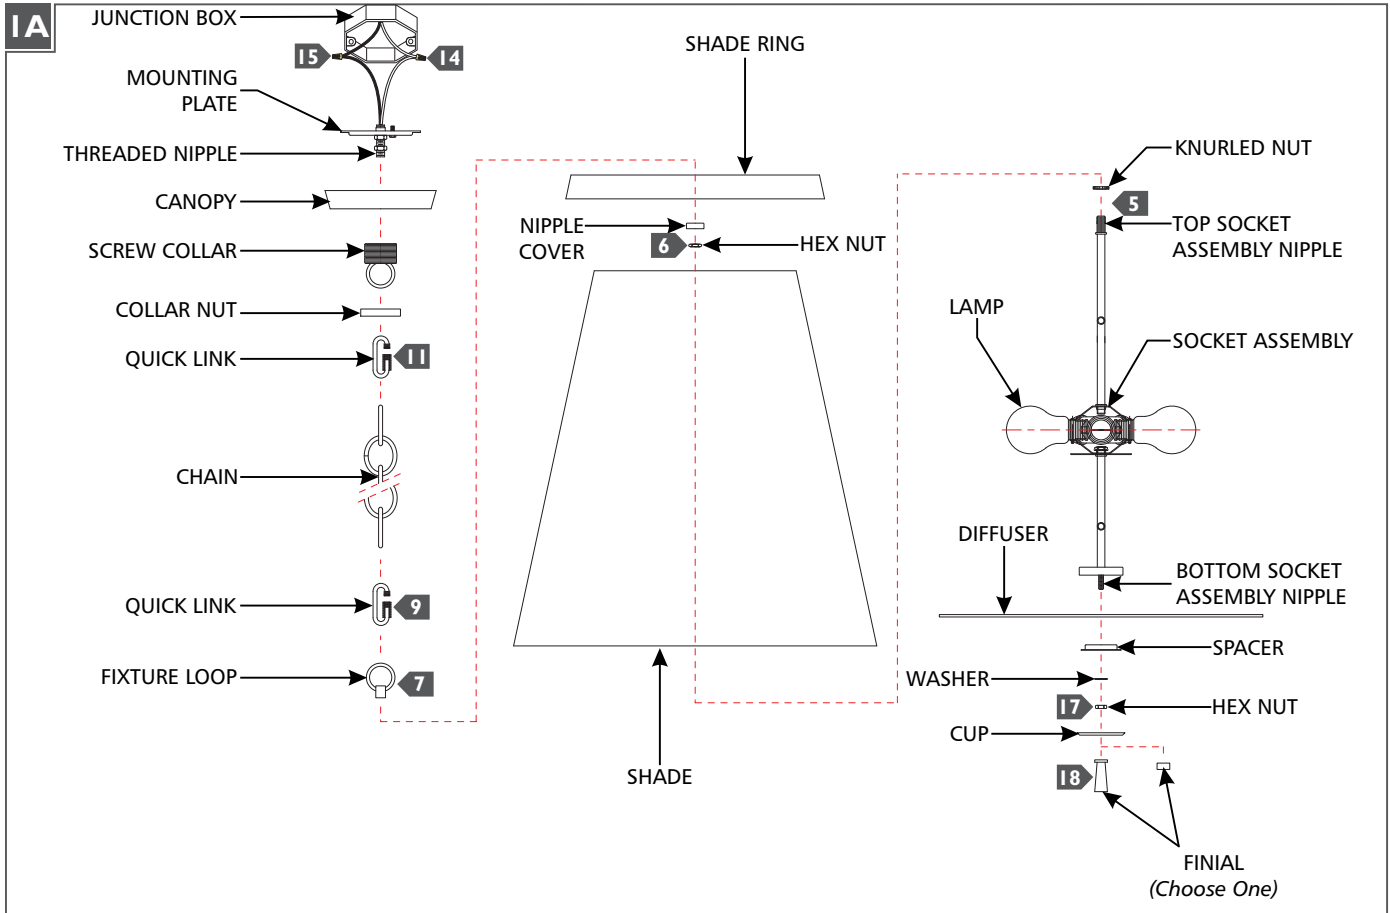 1A
JUNCTION BOX
15
14
MOUNTING
PLATE
THREADED NIPPLE
CANOPY
SCREW COLLAR
COLLAR NUT
QUICK LINK
11
CHAIN
QUICK LINK
9
FIXTURE LOOP
7
SHADE RING
NIPPLE
COVER
6
HEX NUT
SHADE
KNURLED NUT
5
TOP SOCKET
ASSEMBLY NIPPLE
LAMP
SOCKET ASSEMBLY
DIFFUSER
BOTTOM SOCKET
ASSEMBLY NIPPLE
SPACER
WASHER
17
HEX NUT
CUP
18
FINIAL
(Choose One)